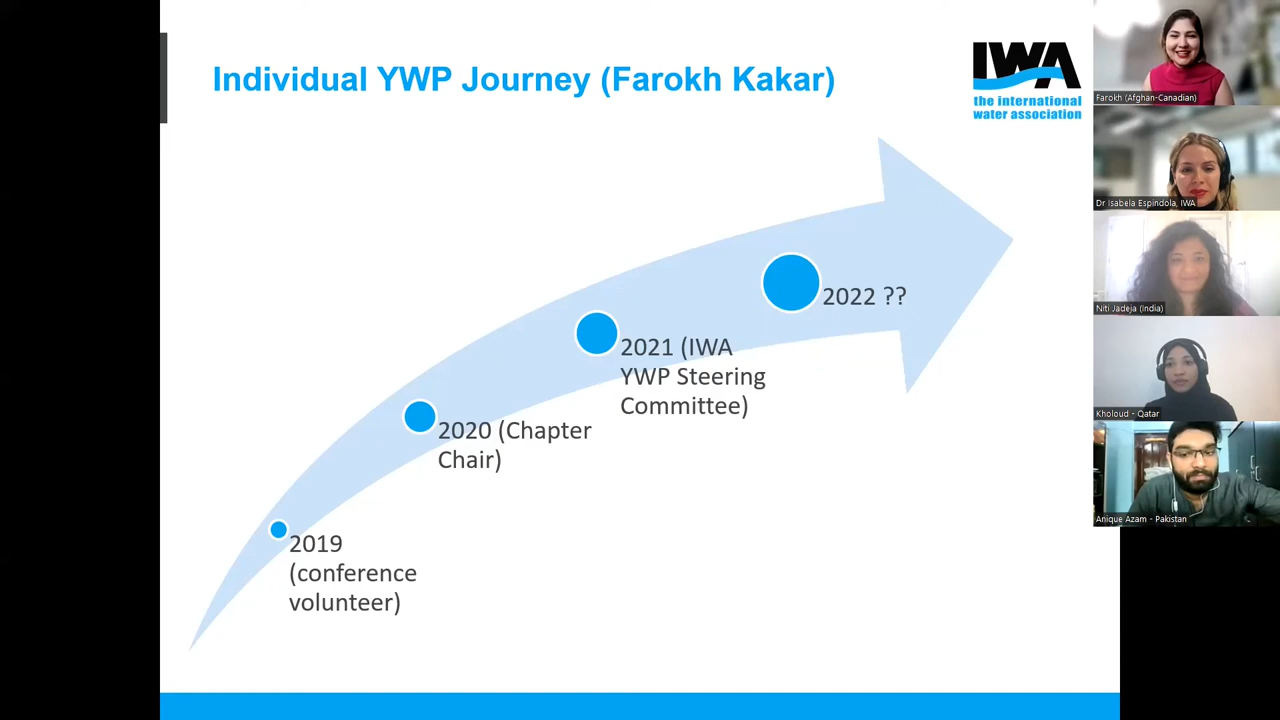 Individual YWP Journey (Farokh Kakar)
IWA
the international
water association
2022 ??
2021 (IWA
YWP Steering
Committee)
2020 (Chapter
Chair)
2019
(conference
volunteer)
Farokh (Afghan-Canadian)
Dr Isabela Espindola, IWA
Niti Jadeja (India)
Kholoud - Qatar
Anique Azam - Pakistan